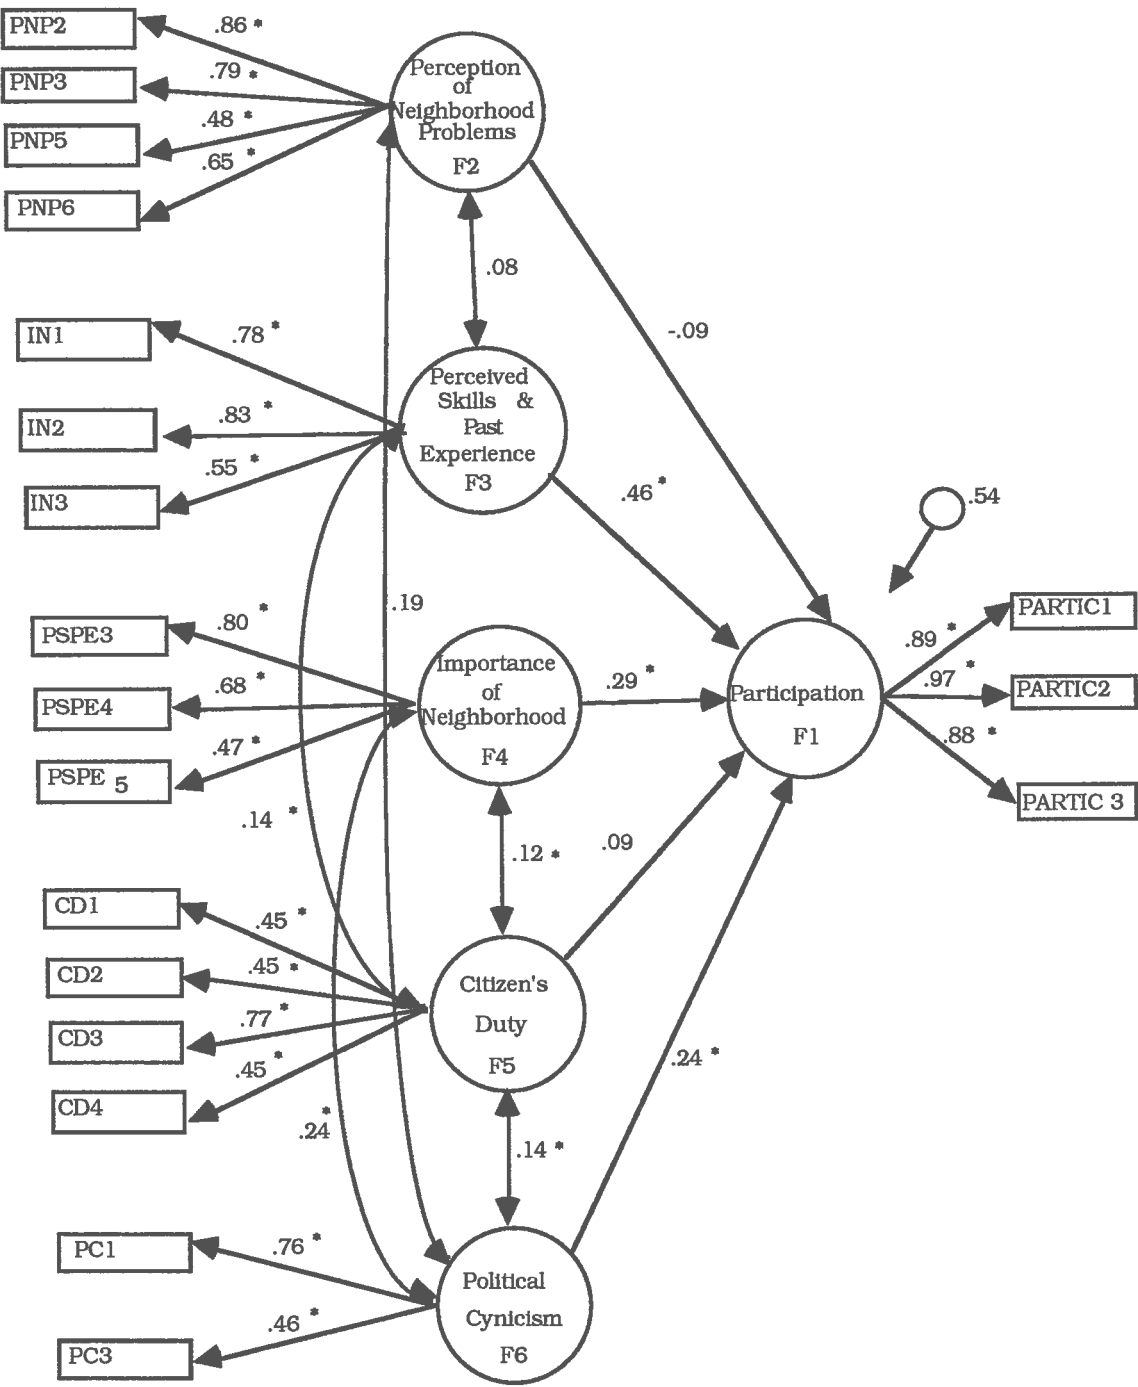 PNP2
.86 *
PNP3
.79 *
PNP5
.48 *
PNP6
.65 *
Perception
of
Neighborhood
Problems
F2
.08
-.09
IN1
.78 *
IN2
.83 *
IN3
.55 *
Perceived
Skills &
Past
Experience
F3
.46 *
.54
.19
PSPE3
.80 *
PSPE4
.68 *
PSPE 5
.47 *
Importance
of
Neighborhood
F4
.29 *
Participation
F1
.89 *
PARTIC1
.97 *
PARTIC2
.88 *
PARTIC 3
.14 *
.12 *
.09
CD1
.45 *
CD2
.45 *
CD3
.77 *
CD4
.45 *
Citizen's
Duty
F5
.24 *
.24 *
.14 *
PC1
.76 *
PC3
.46 *
Political
Cynicism
F6